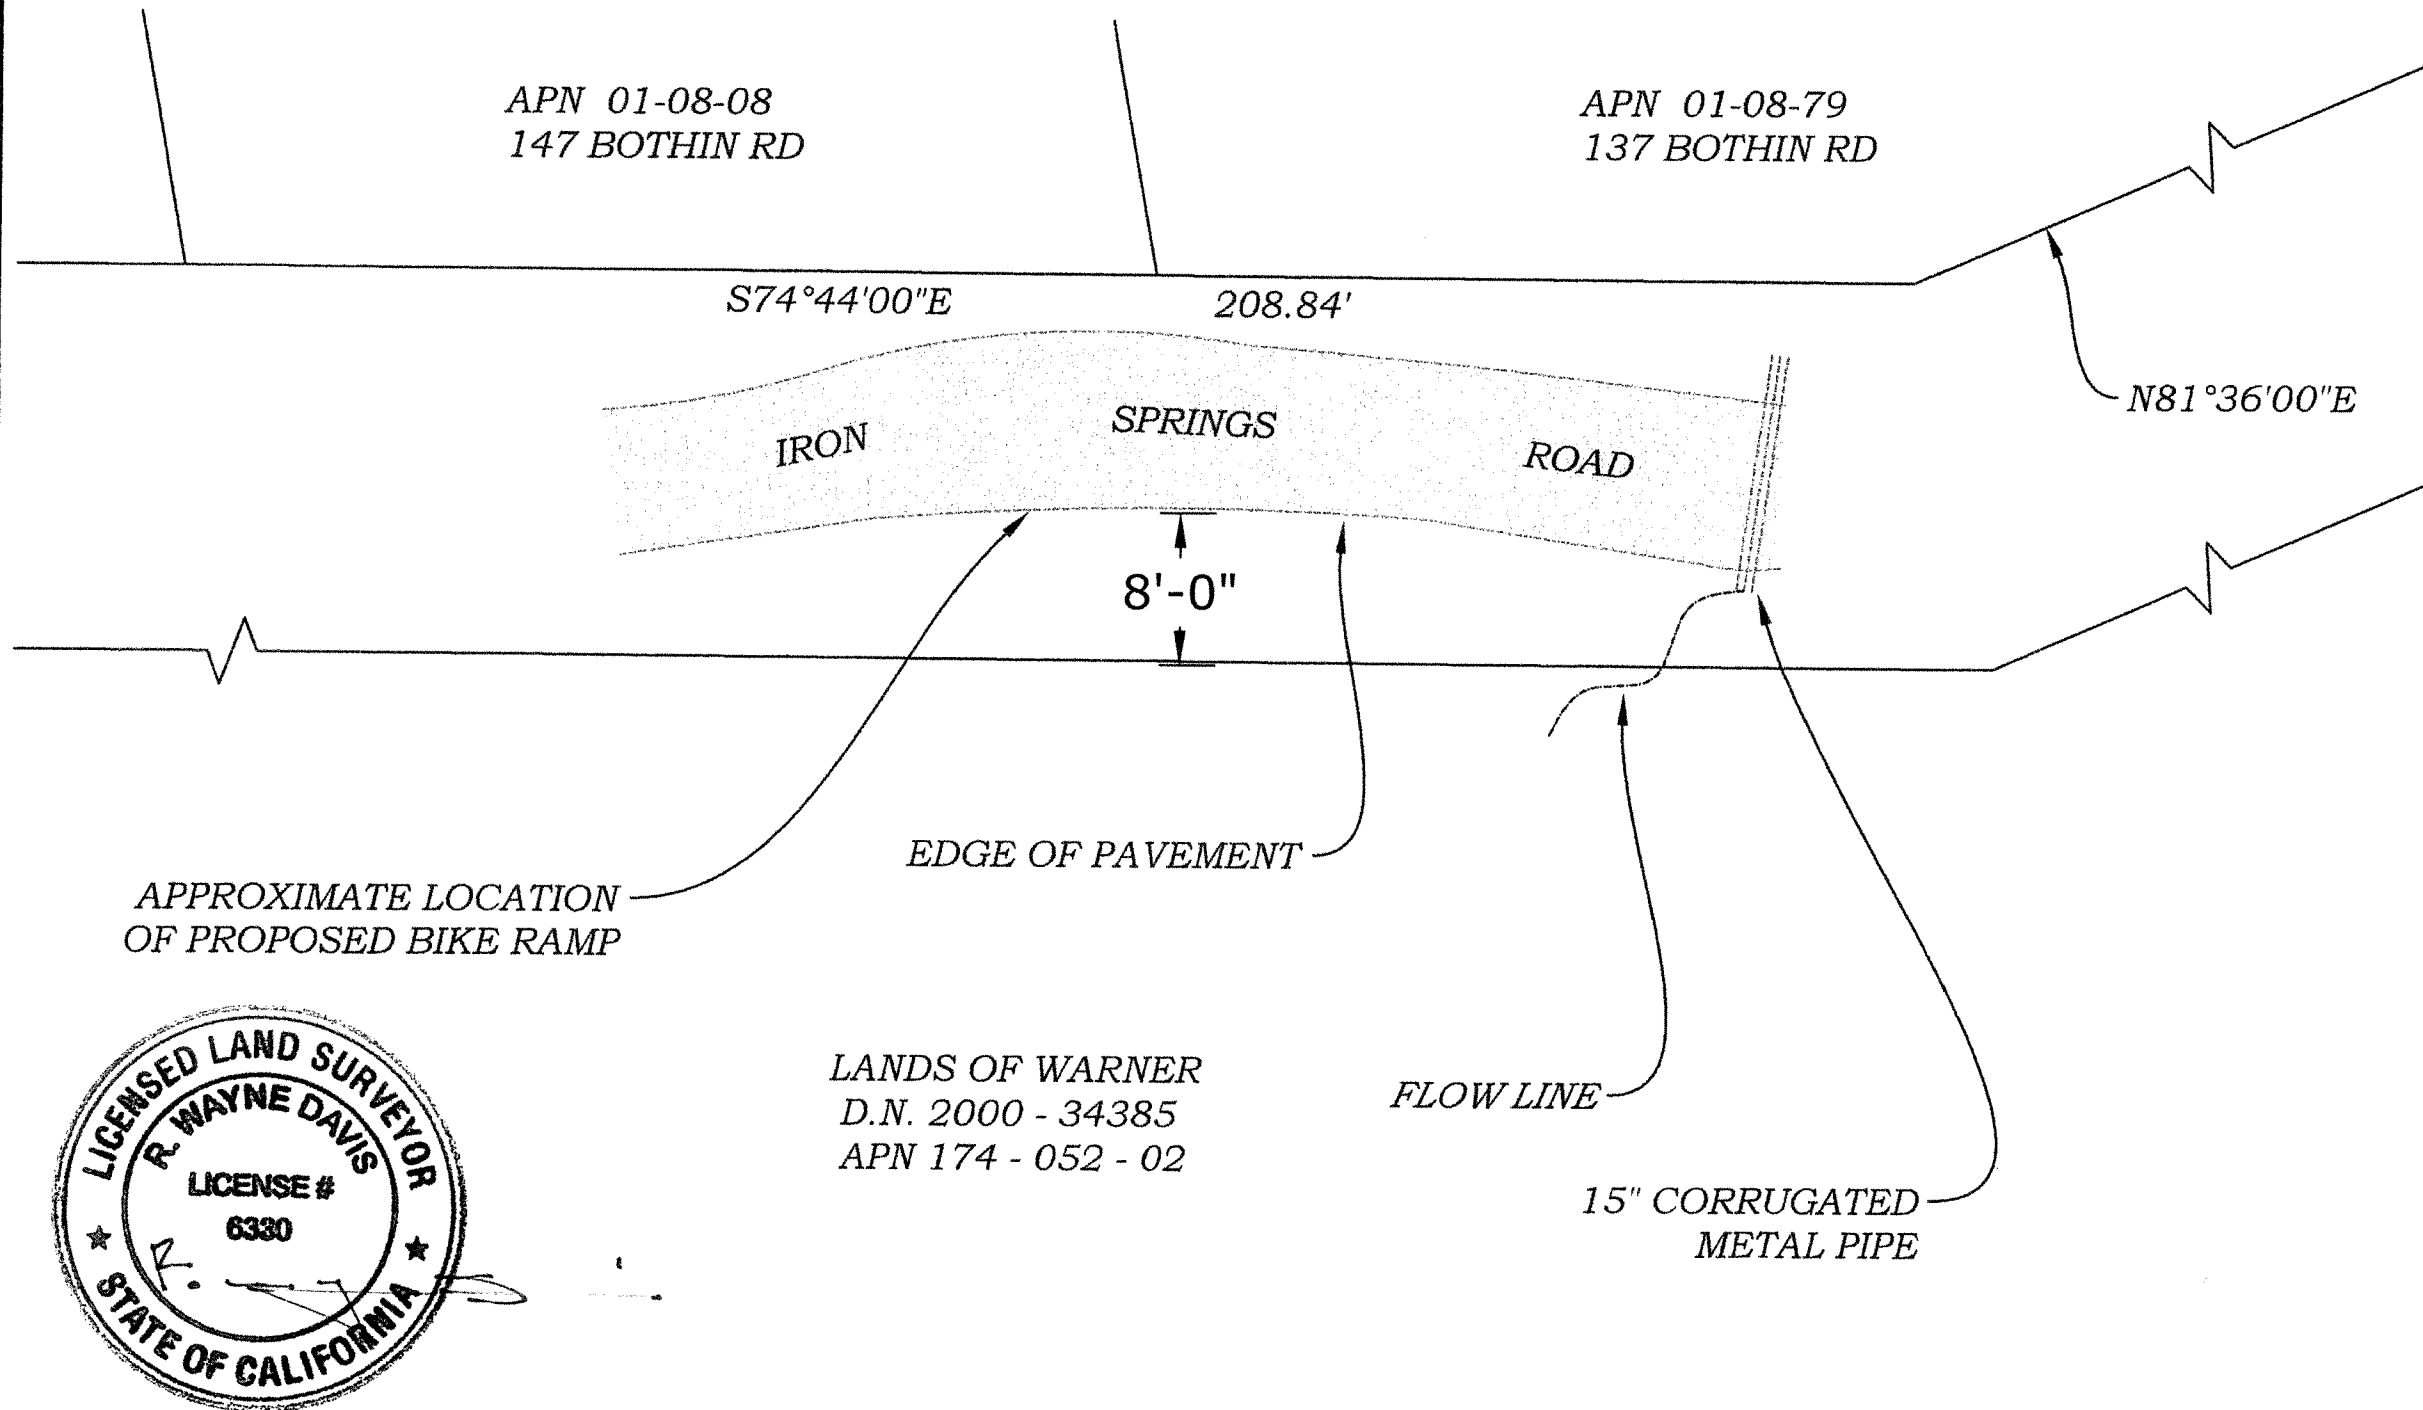 APN 01-08-08
147 BOTHIN RD
APN 01-08-79
137 BOTHIN RD
S74°44'00"E
208.84'
N81°36'00"E
IRON SPRINGS ROAD
8'-0"
EDGE OF PAVEMENT
APPROXIMATE LOCATION
OF PROPOSED BIKE RAMP
LANDS OF WARNER
D.N. 2000 - 34385
APN 174 - 052 - 02
FLOW LINE
15" CORRUGATED
METAL PIPE
LICENSED LAND SURVEYOR
R. WAYNE DAVIS
LICENSE #
6330
STATE OF CALIFORNIA